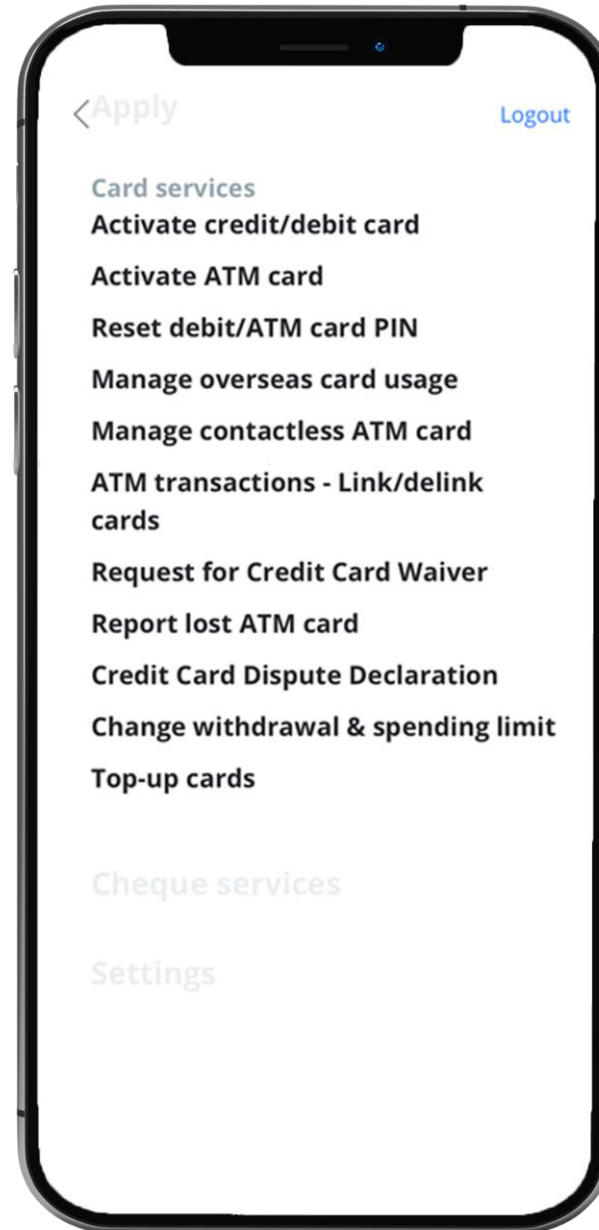 Apply
Logout
Card services
Activate credit/debit card
Activate ATM card
Reset debit/ATM card PIN
Manage overseas card usage
Manage contactless ATM card
ATM transactions - Link/delink
cards
Request for Credit Card Waiver
Report lost ATM card
Credit Card Dispute Declaration
Change withdrawal & spending limit
Top-up cards
Cheque services
Settings